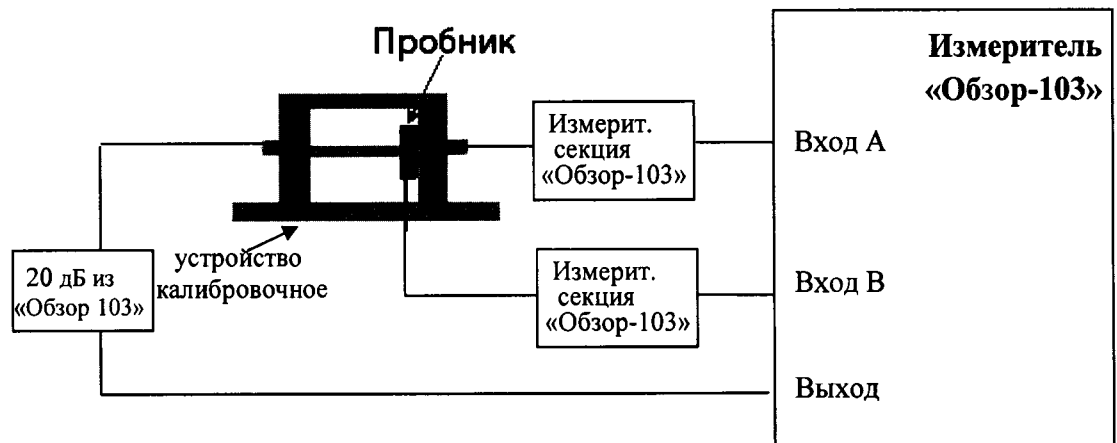 Пробник
Измеритель
«Обзор-103»
Измерит.
секция
«Обзор-103»
Вход А
устройство
калибровочное
20 дБ из
«Обзор 103»
Измерит.
секция
«Обзор-103»
Вход В
Выход